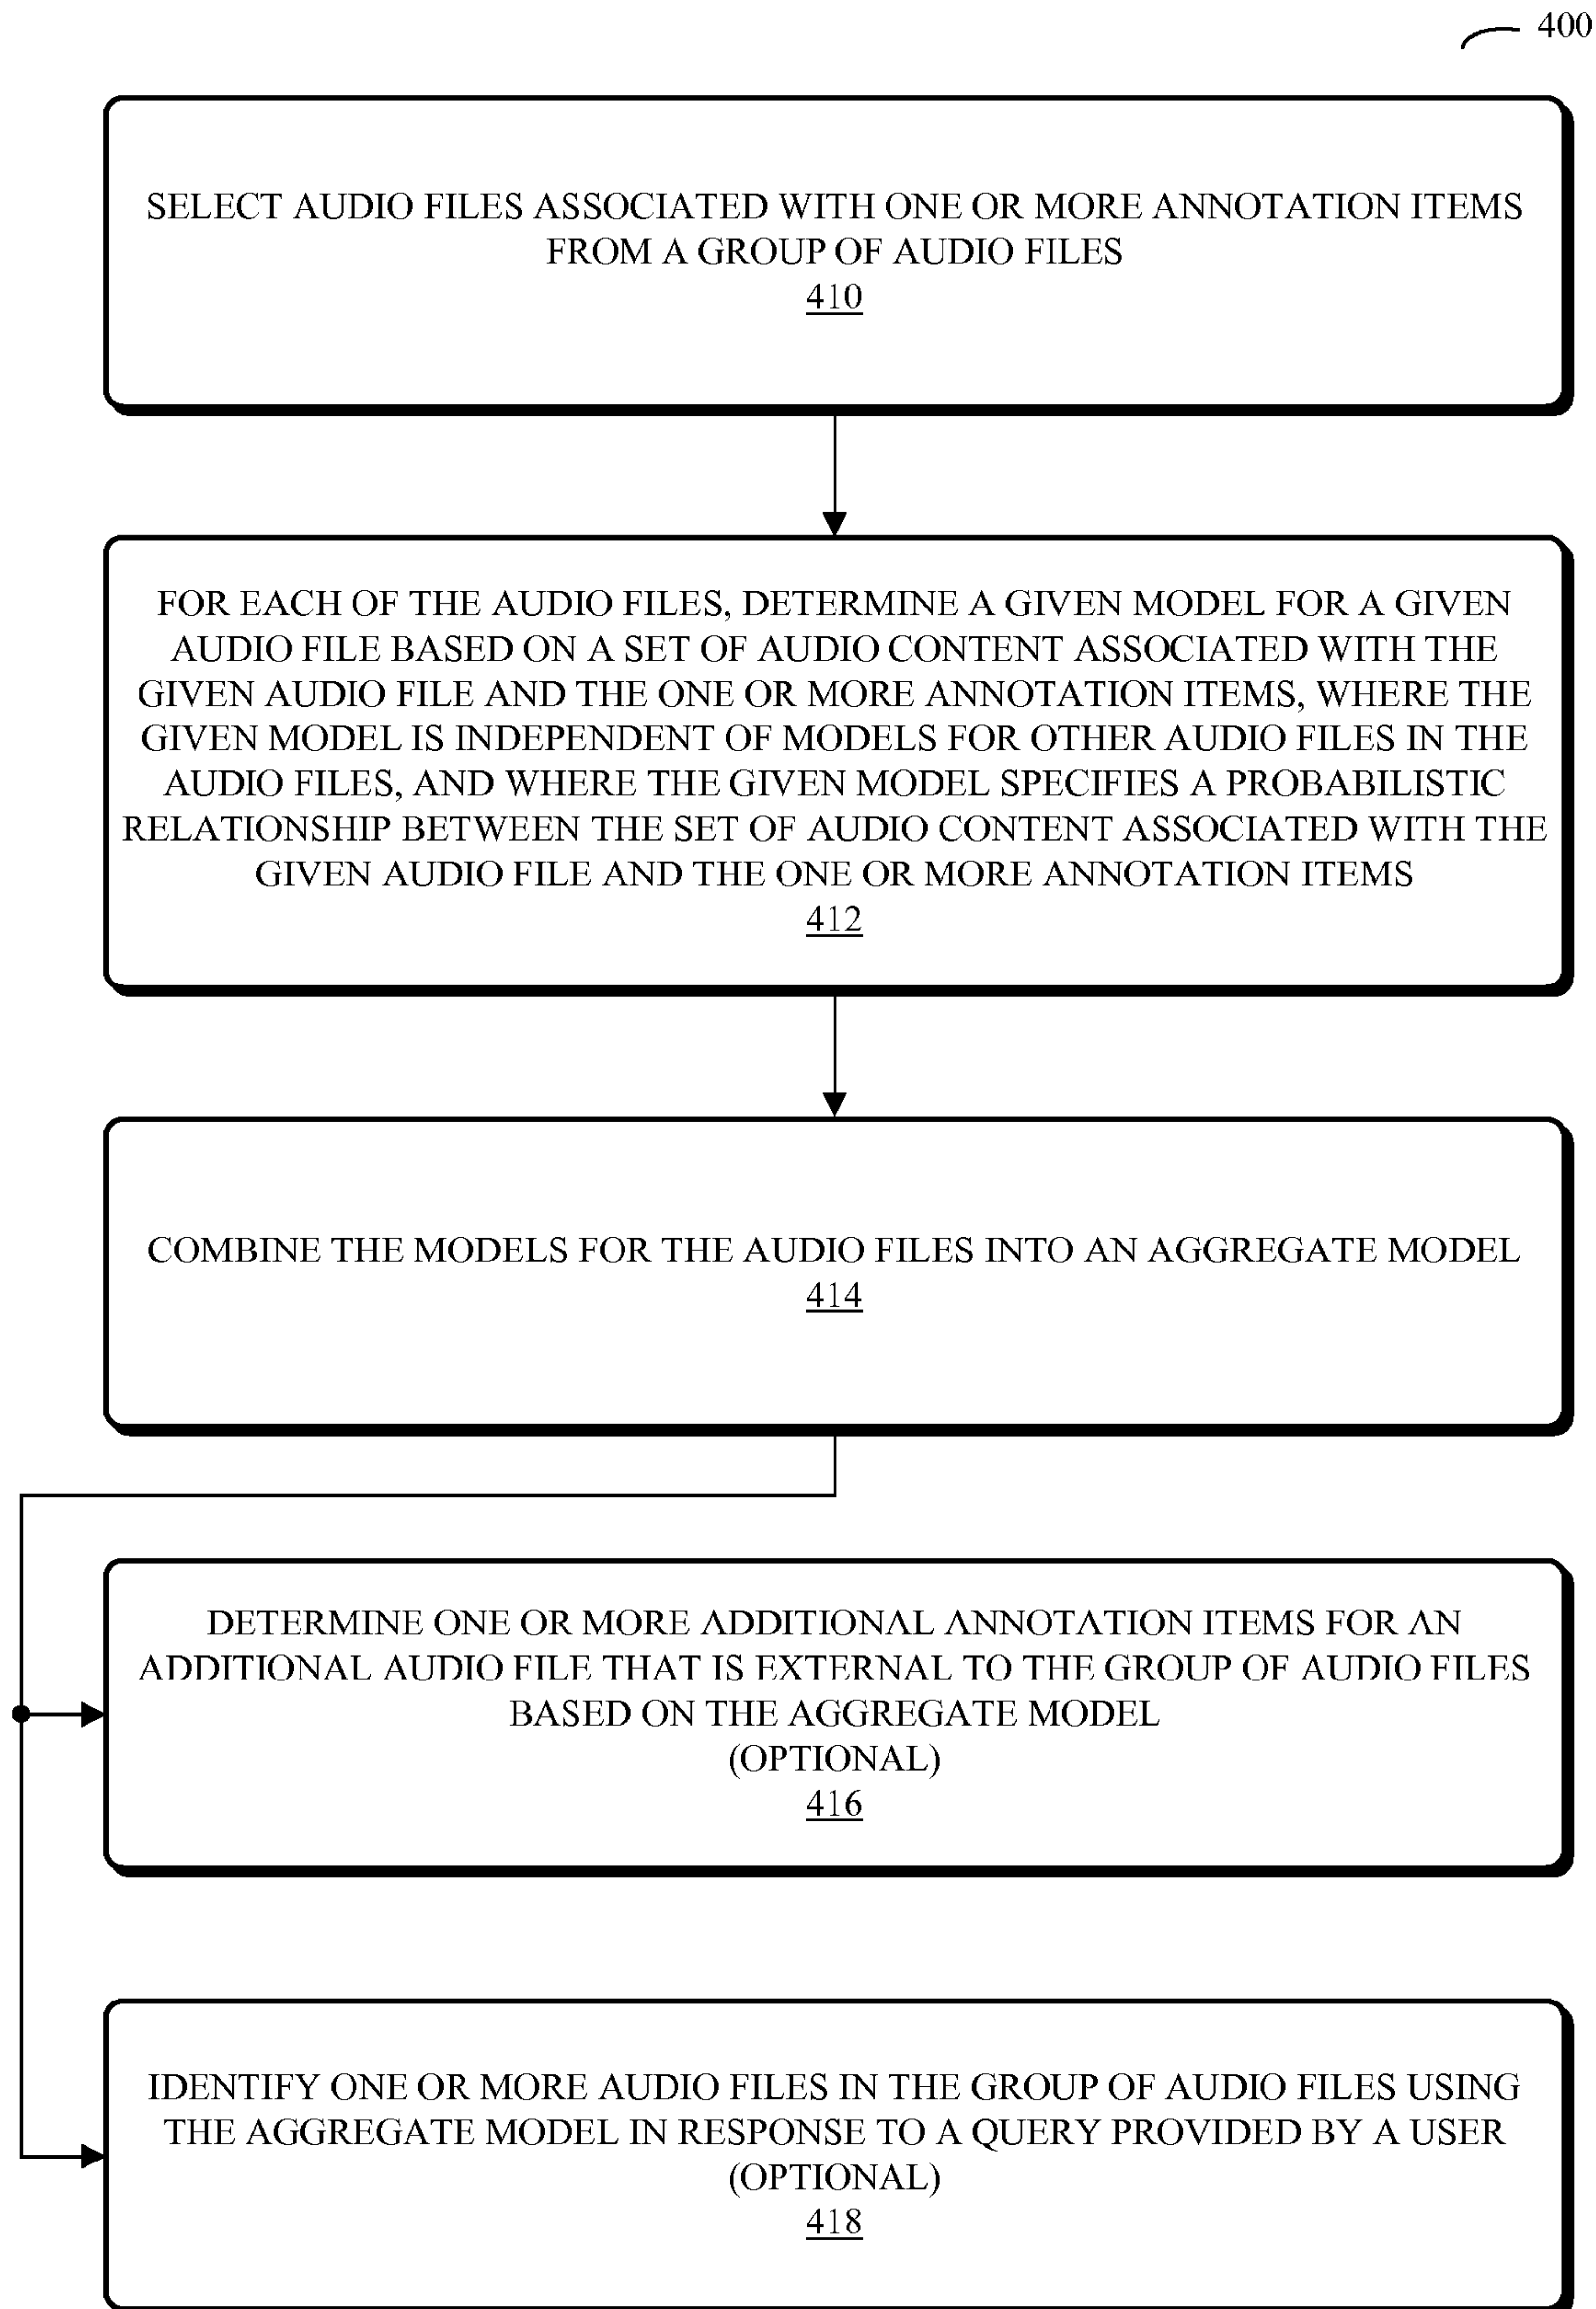 400
SELECT AUDIO FILES ASSOCIATED WITH ONE OR MORE ANNOTATION ITEMS
FROM A GROUP OF AUDIO FILES
410
FOR EACH OF THE AUDIO FILES, DETERMINE A GIVEN MODEL FOR A GIVEN
AUDIO FILE BASED ON A SET OF AUDIO CONTENT ASSOCIATED WITH THE
GIVEN AUDIO FILE AND THE ONE OR MORE ANNOTATION ITEMS, WHERE THE
GIVEN MODEL IS INDEPENDENT OF MODELS FOR OTHER AUDIO FILES IN THE
AUDIO FILES, AND WHERE THE GIVEN MODEL SPECIFIES A PROBABILISTIC
RELATIONSHIP BETWEEN THE SET OF AUDIO CONTENT ASSOCIATED WITH THE
GIVEN AUDIO FILE AND THE ONE OR MORE ANNOTATION ITEMS
412
COMBINE THE MODELS FOR THE AUDIO FILES INTO AN AGGREGATE MODEL
414
DETERMINE ONE OR MORE ADDITIONAL ANNOTATION ITEMS FOR AN
ADDITIONAL AUDIO FILE THAT IS EXTERNAL TO THE GROUP OF AUDIO FILES
BASED ON THE AGGREGATE MODEL
(OPTIONAL)
416
IDENTIFY ONE OR MORE AUDIO FILES IN THE GROUP OF AUDIO FILES USING
THE AGGREGATE MODEL IN RESPONSE TO A QUERY PROVIDED BY A USER
(OPTIONAL)
418